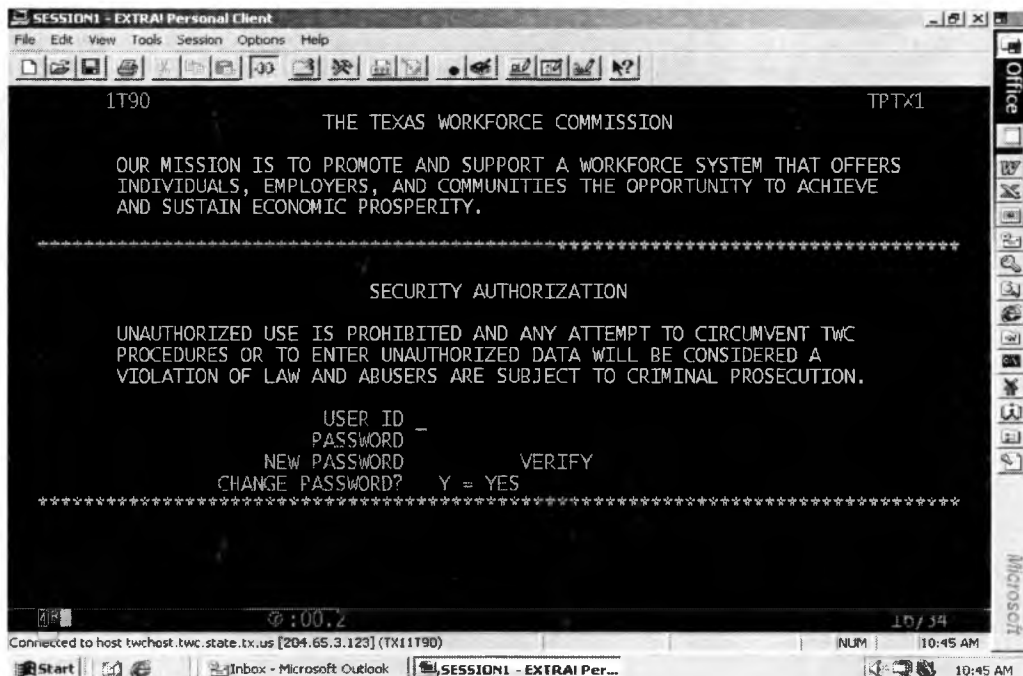 SESSION1 - EXTRA! Personal Client
File Edit View Tools Session Options Help
1T90 TPTX1
THE TEXAS WORKFORCE COMMISSION
OUR MISSION IS TO PROMOTE AND SUPPORT A WORKFORCE SYSTEM THAT OFFERS
INDIVIDUALS, EMPLOYERS, AND COMMUNITIES THE OPPORTUNITY TO ACHIEVE
AND SUSTAIN ECONOMIC PROSPERITY.
SECURITY AUTHORIZATION
UNAUTHORIZED USE IS PROHIBITED AND ANY ATTEMPT TO CIRCUMVENT TWC
PROCEDURES OR TO ENTER UNAUTHORIZED DATA WILL BE CONSIDERED A
VIOLATION OF LAW AND ABUSERS ARE SUBJECT TO CRIMINAL PROSECUTION.
USER ID _
PASSWORD
NEW PASSWORD VERIFY
CHANGE PASSWORD? Y = YES
:00.2 16/34
Connected to host twchost.twc.state.tx.us [204.65.3.123] (TX11T90) NUM 10:45 AM
Start Inbox - Microsoft Outlook SESSION1 - EXTRA! Per... 10:45 AM
Office
Microsoft